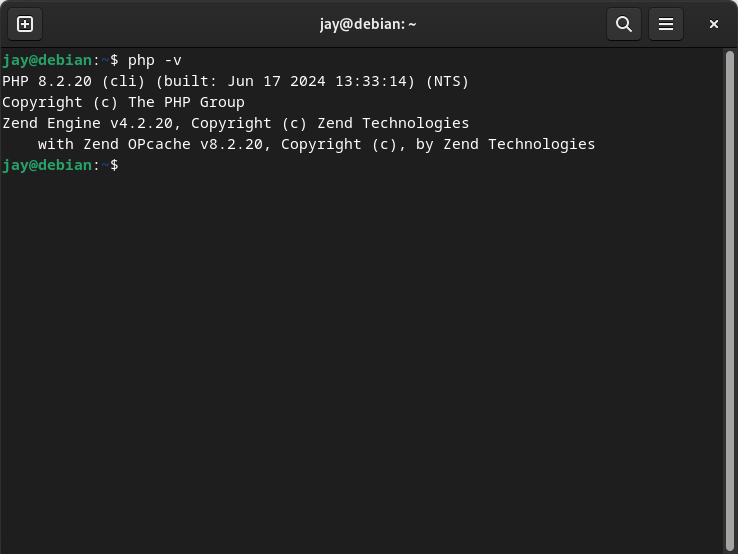 jay@debian: ~
jay@debian:~$ php -v
PHP 8.2.20 (cli) (built: Jun 17 2024 13:33:14) (NTS)
Copyright (c) The PHP Group
Zend Engine v4.2.20, Copyright (c) Zend Technologies
    with Zend OPcache v8.2.20, Copyright (c), by Zend Technologies
jay@debian:~$